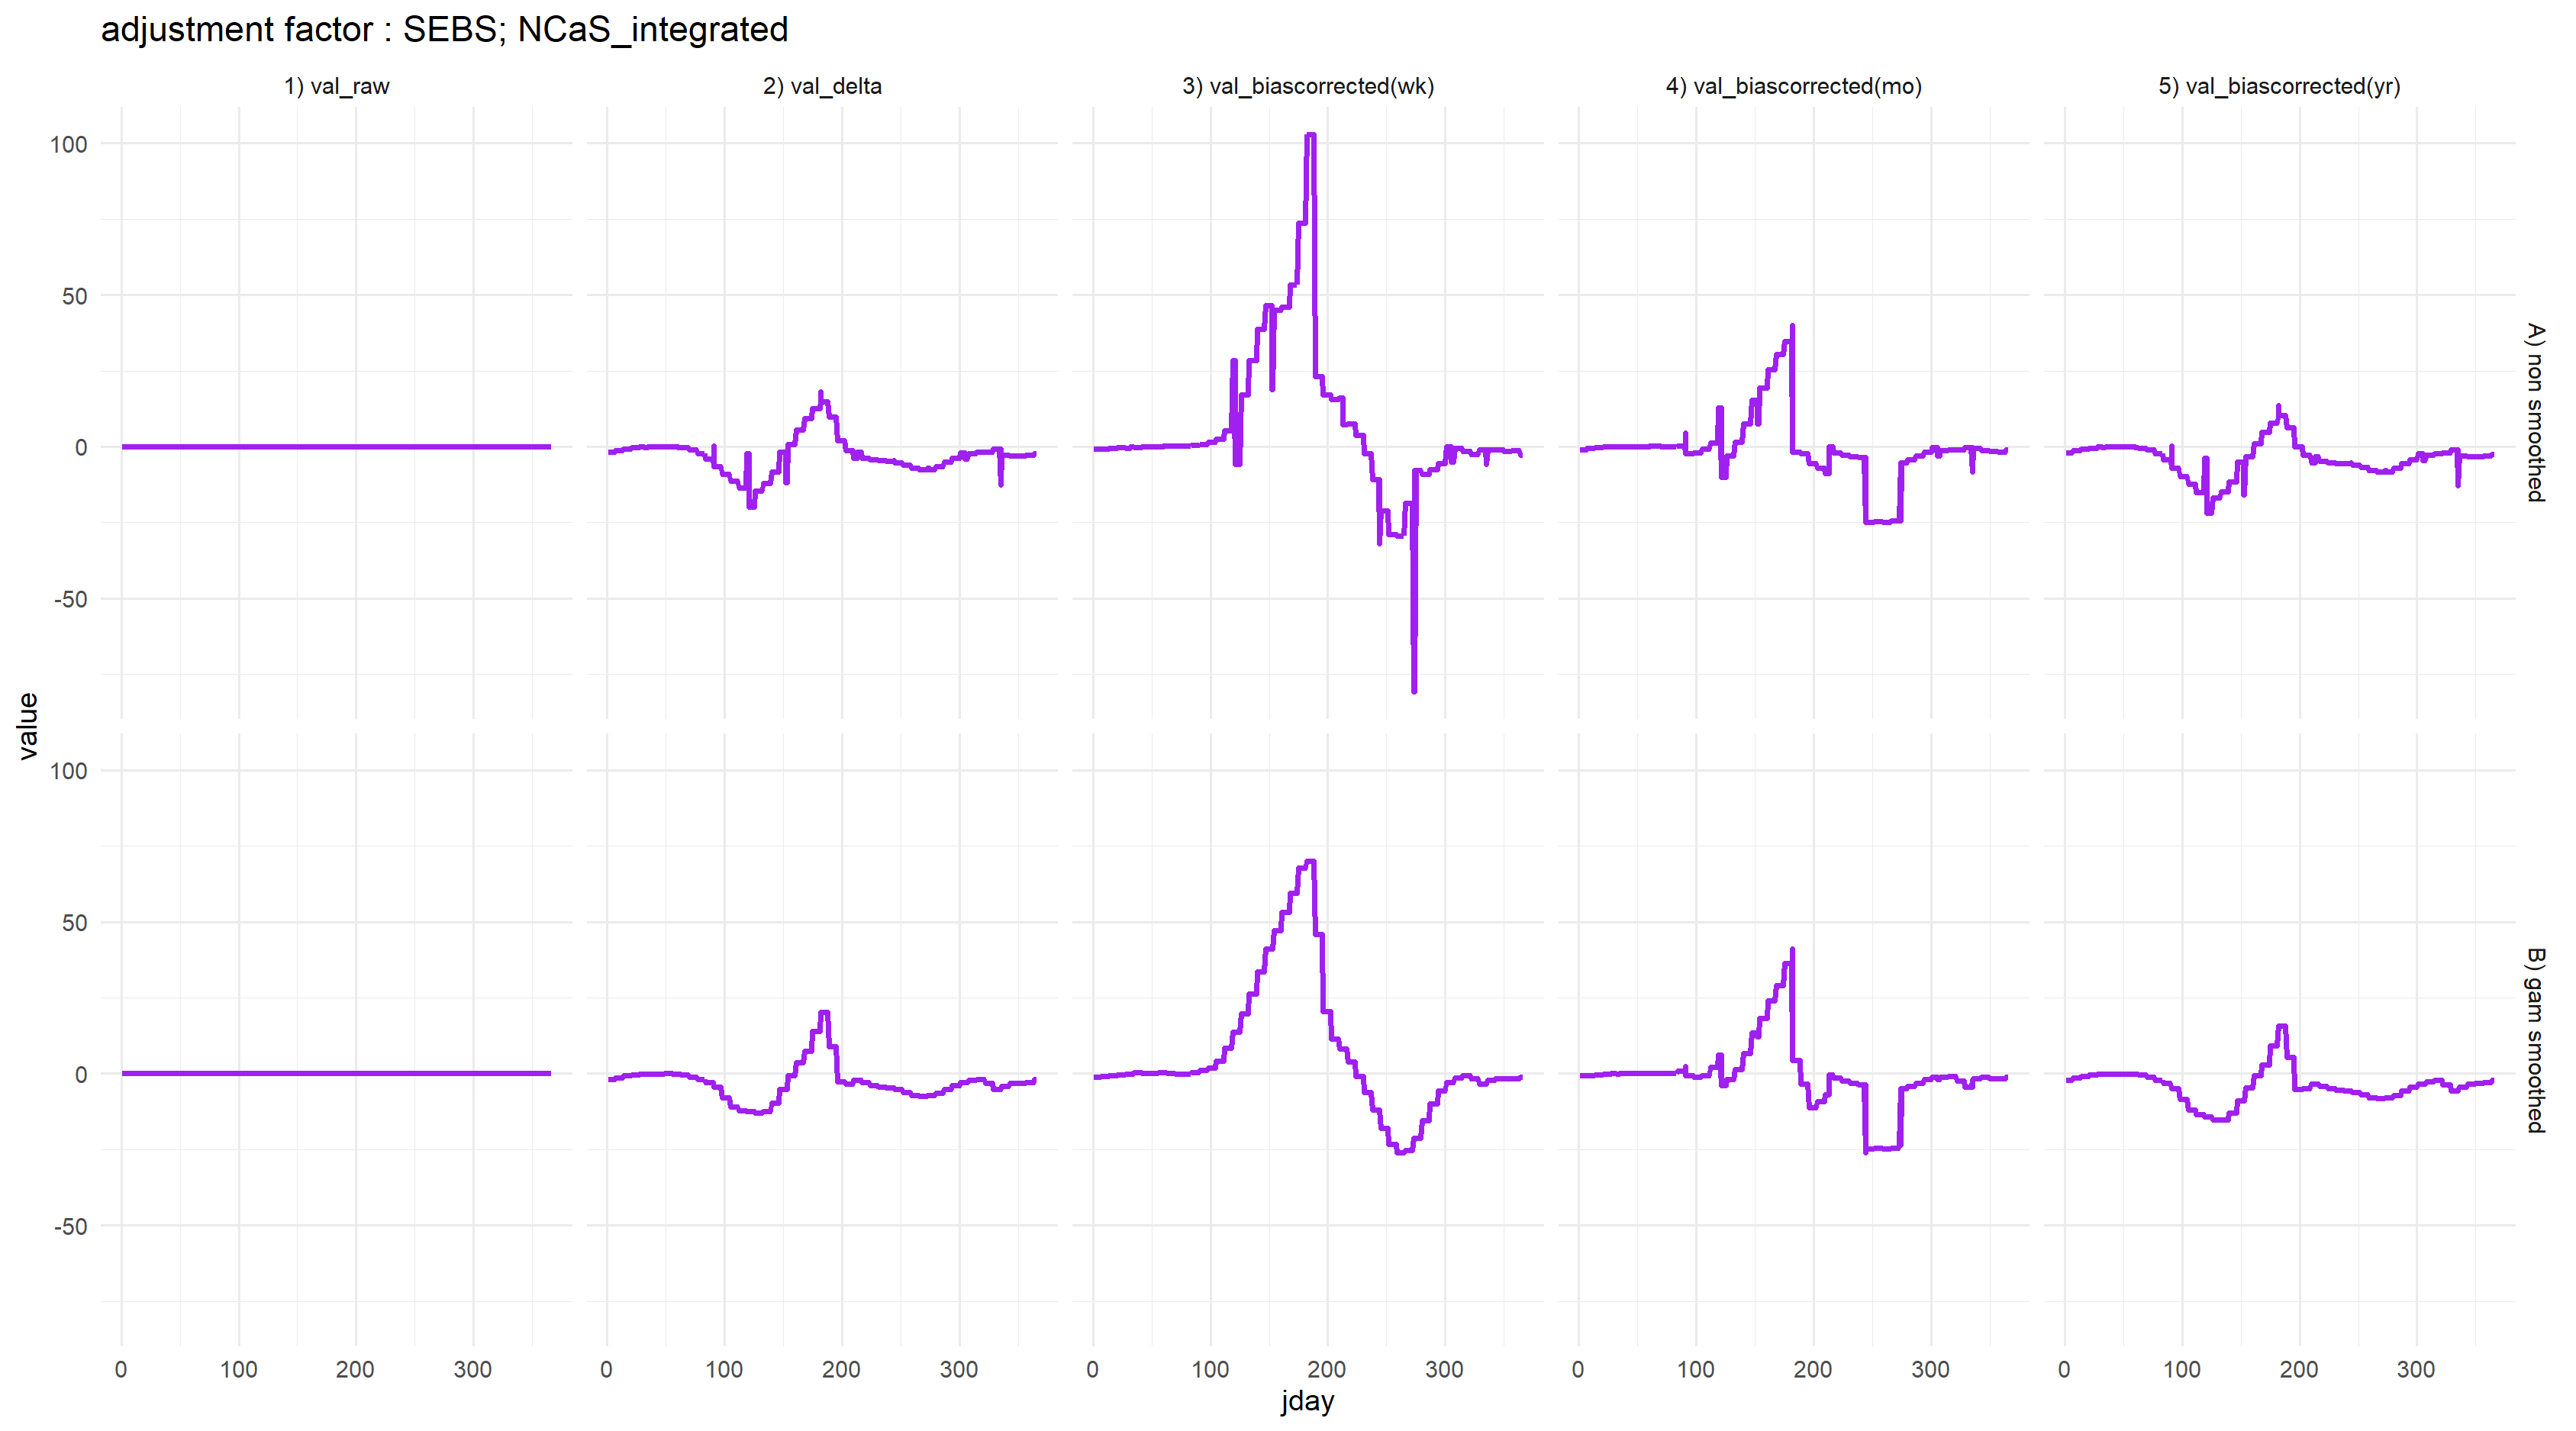 adjustment factor : SEBS; NCaS_integrated
1) val_raw
2) val_delta
3) val_biascorrected(wk)
4) val_biascorrected(mo)
5) val_biascorrected(yr)
100
50
0
-50
A) non smoothed
value
100
50
0
-50
B) gam smoothed
0 100 200 300
0 100 200 300
0 100 200 300
0 100 200 300
0 100 200 300
jday